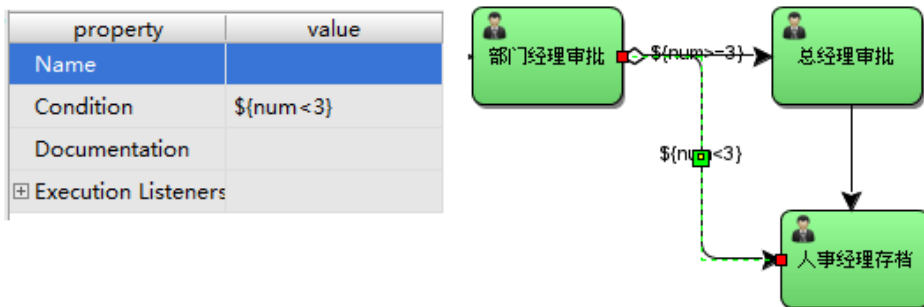 property value
Name
Condition ${num<3}
Documentation
Execution Listeners
部门经理审批
${num>=3}
总经理审批
${num<3}
人事经理存档